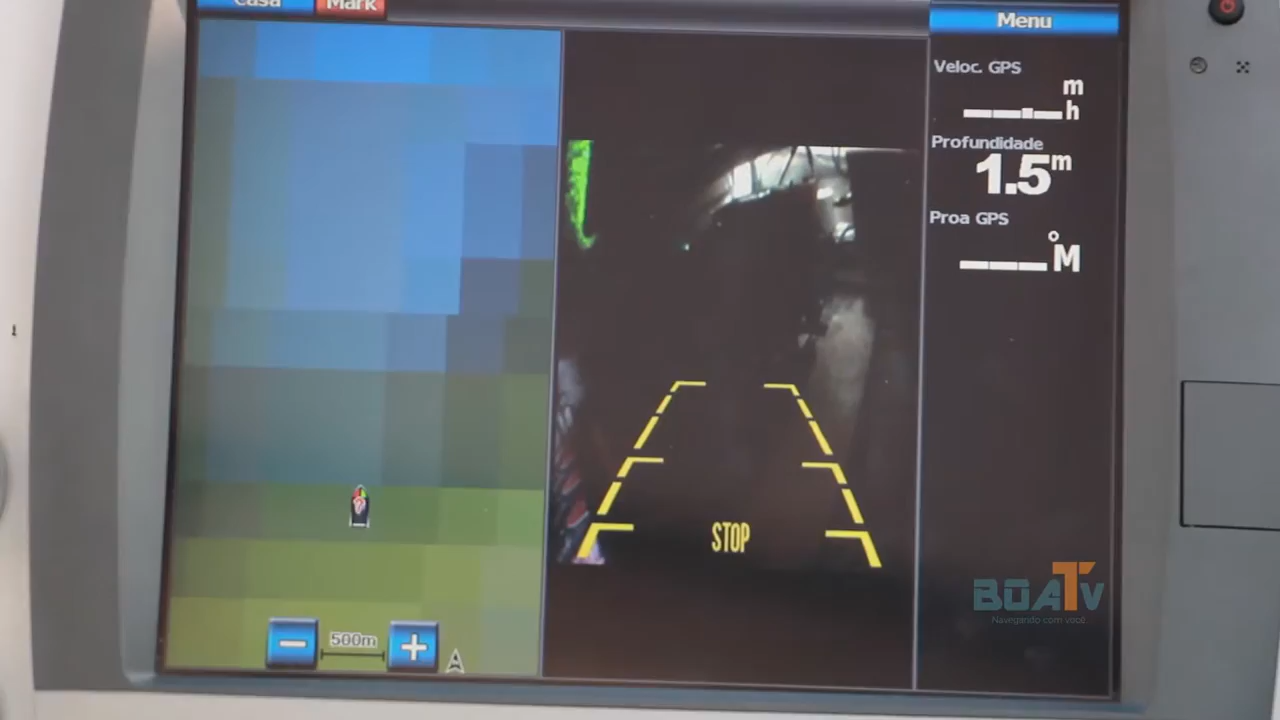 Casa
Mark
Menu
Veloc. GPS
m
h
Profundidade
1.5m
Proa GPS
°M
STOP
500m
BOATV
Navegando com você.